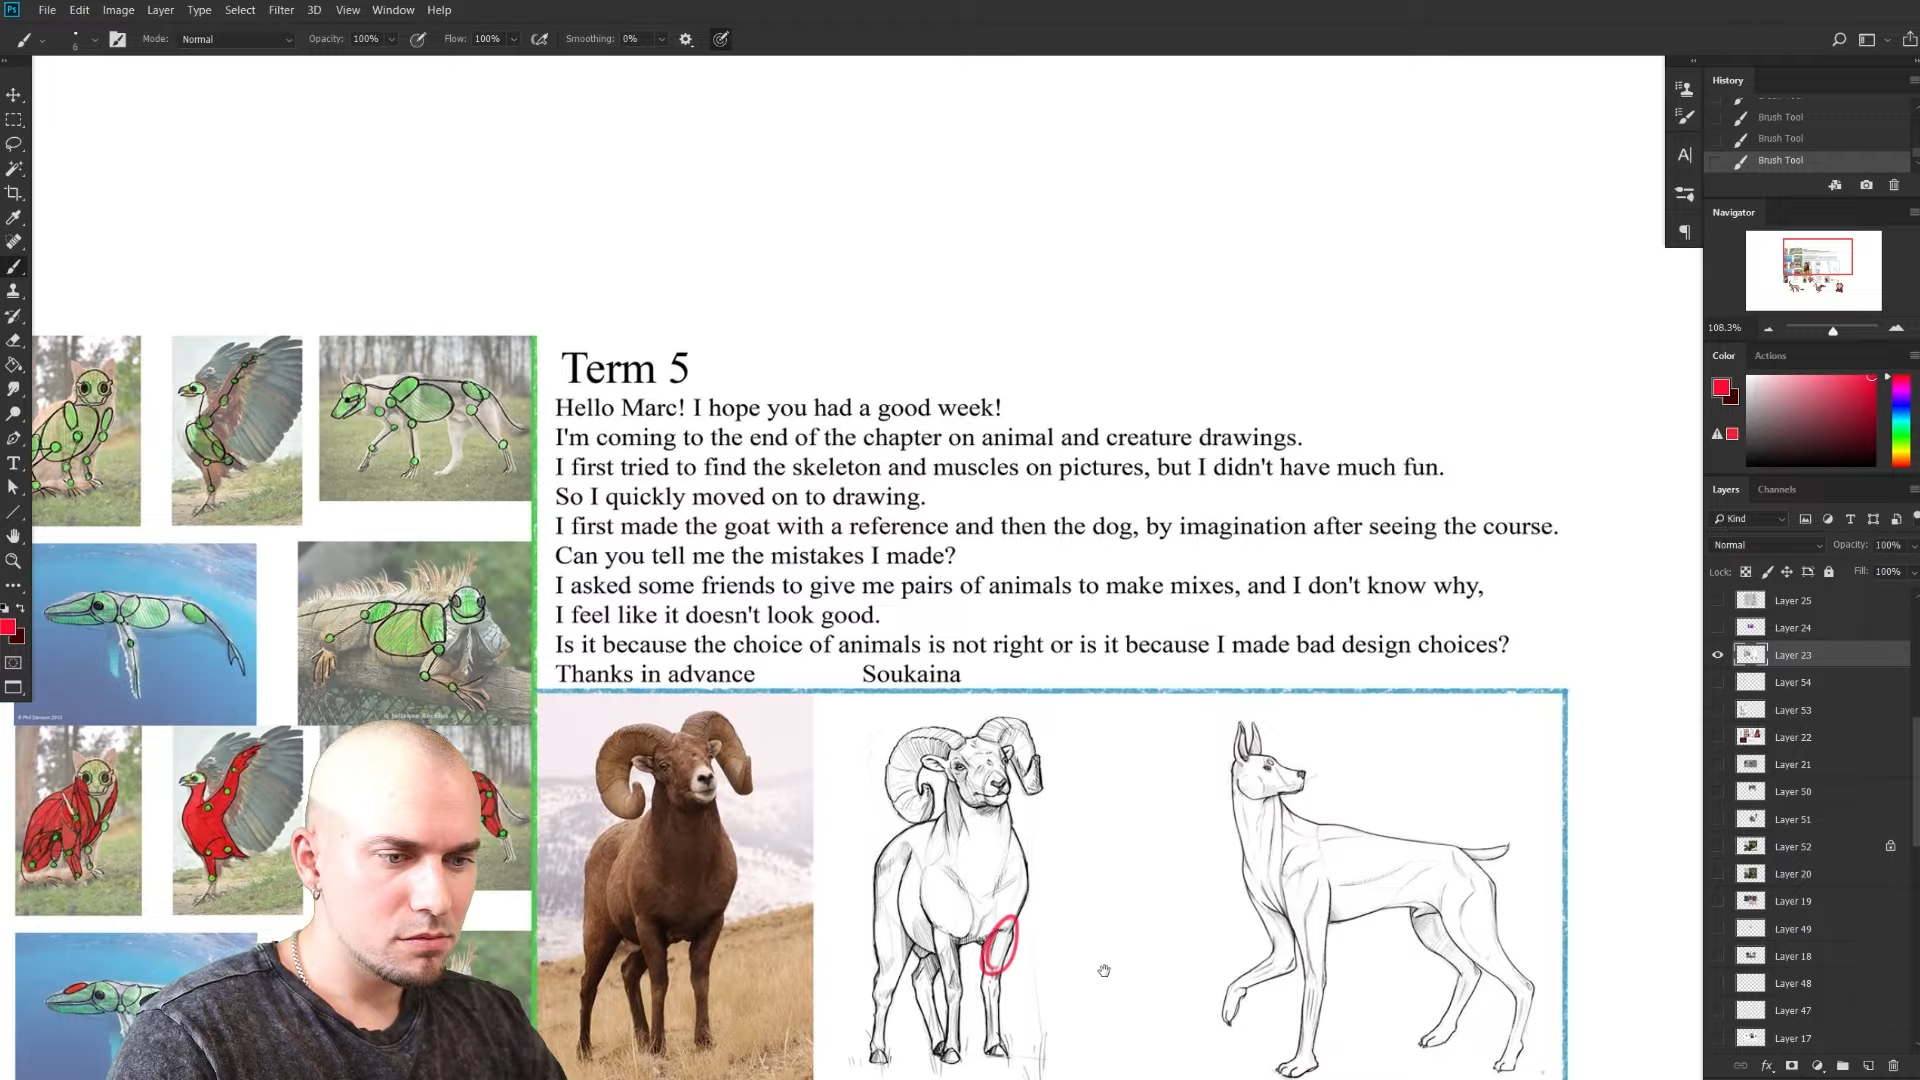 Ps File Edit Image Layer Type Select Filter 3D View Window Help
6 Mode: Normal Opacity: 100% Flow: 100% Smoothing: 0%
History
Brush Tool
Brush Tool
Brush Tool
Navigator
108.3%
Color Actions
Layers Channels
Kind
Normal Opacity: 100%
Lock: Fill: 100%
Layer 25
Layer 24
Layer 23
Layer 54
Layer 53
Layer 22
Layer 21
Layer 50
Layer 51
Layer 52
Layer 20
Layer 19
Layer 49
Layer 18
Layer 48
Layer 47
Layer 17
Term 5
Hello Marc! I hope you had a good week!
I'm coming to the end of the chapter on animal and creature drawings.
I first tried to find the skeleton and muscles on pictures, but I didn't have much fun.
So I quickly moved on to drawing.
I first made the goat with a reference and then the dog, by imagination after seeing the course.
Can you tell me the mistakes I made?
I asked some friends to give me pairs of animals to make mixes, and I don't know why,
I feel like it doesn't look good.
Is it because the choice of animals is not right or is it because I made bad design choices?
Thanks in advance Soukaina